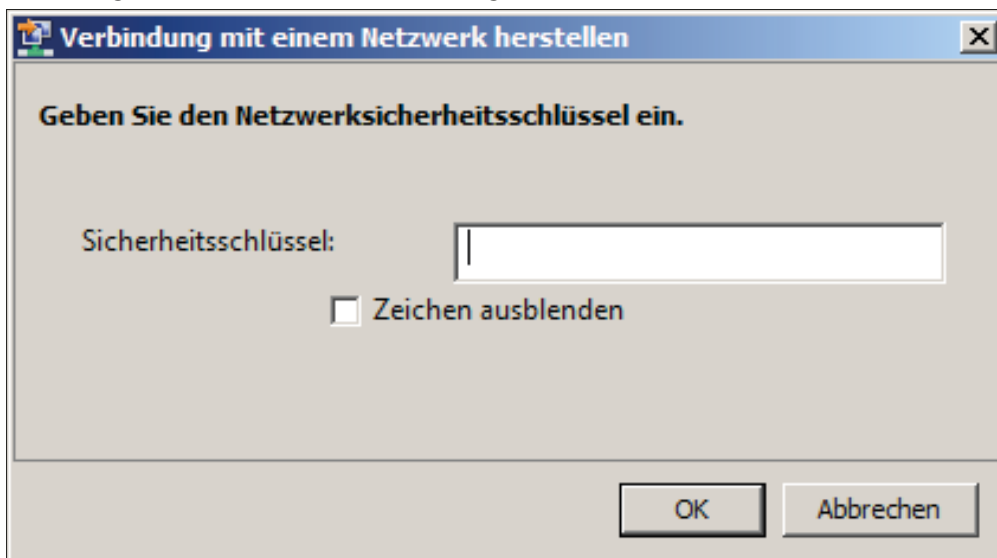 Verbindung mit einem Netzwerk herstellen
Geben Sie den Netzwerksicherheitsschlüssel ein.
Sicherheitsschlüssel:
Zeichen ausblenden
OK Abbrechen